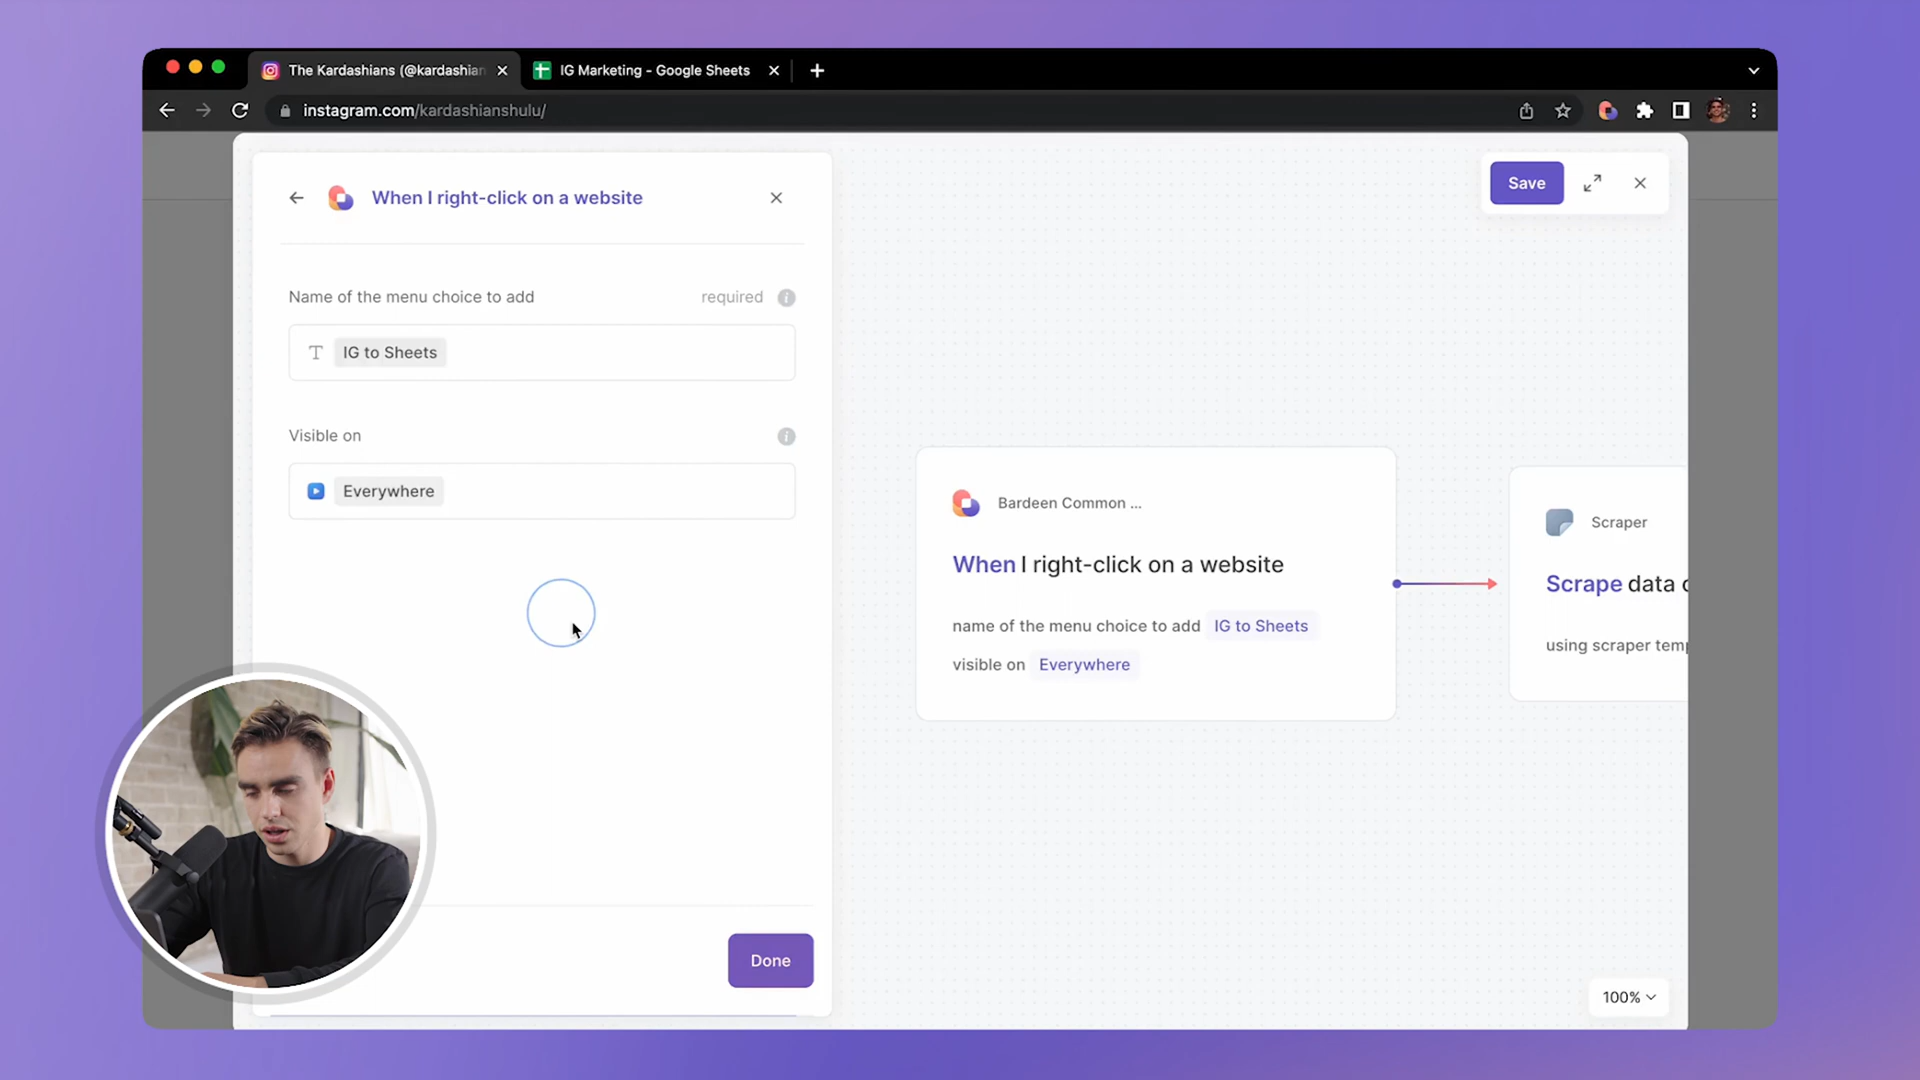 The Kardashians (@kardashian
IG Marketing - Google Sheets
instagram.com/kardashianshulu/
When I right-click on a website
Save
Name of the menu choice to add
required
IG to Sheets
Visible on
Everywhere
Done
Bardeen Common ...
When I right-click on a website
name of the menu choice to add IG to Sheets
visible on Everywhere
Scraper
Scrape data
using scraper
100%